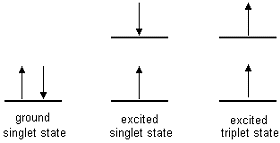 ground
singlet state
excited
singlet state
excited
triplet state